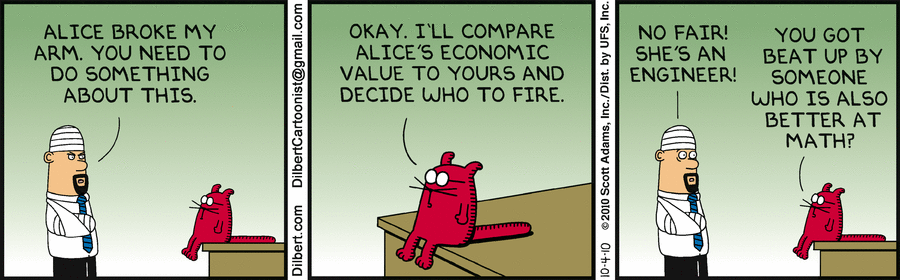 ALICE BROKE MY
ARM. YOU NEED TO
DO SOMETHING
ABOUT THIS.
Dilbert.com DilbertCartoonist@gmail.com
OKAY. I'LL COMPARE
ALICE'S ECONOMIC
VALUE TO YOURS AND
DECIDE WHO TO FIRE.
10-4-10 © 2010 Scott Adams, Inc./Dist. by UFS, Inc.
NO FAIR!
SHE'S AN
ENGINEER!
YOU GOT
BEAT UP BY
SOMEONE
WHO IS ALSO
BETTER AT
MATH?